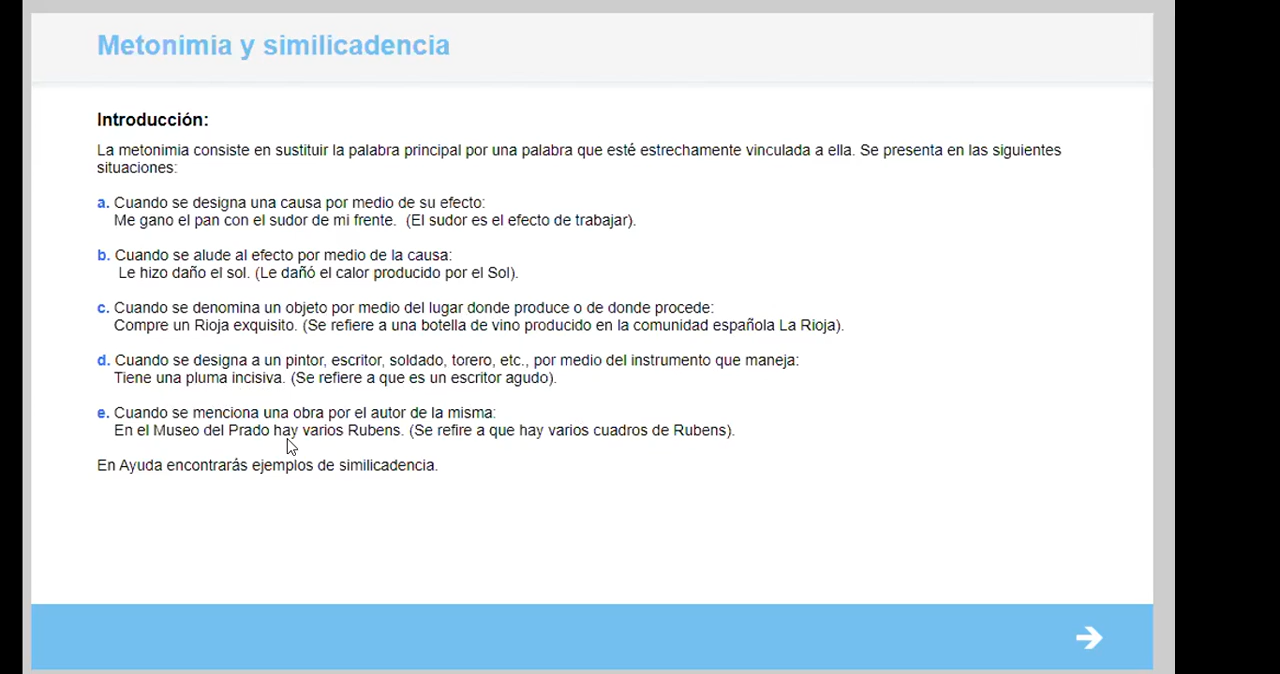 Metonimia y similicadencia
Introducción:
La metonimia consiste en sustituir la palabra principal por una palabra que esté estrechamente vinculada a ella. Se presenta en las siguientes
situaciones:
a. Cuando se designa una causa por medio de su efecto:
Me gano el pan con el sudor de mi frente. (El sudor es el efecto de trabajar).
b. Cuando se alude al efecto por medio de la causa:
Le hizo daño el sol. (Le dañó el calor producido por el Sol).
c. Cuando se denomina un objeto por medio del lugar donde produce o de donde procede:
Compre un Rioja exquisito. (Se refiere a una botella de vino producido en la comunidad española La Rioja).
d. Cuando se designa a un pintor, escritor, soldado, torero, etc., por medio del instrumento que maneja:
Tiene una pluma incisiva. (Se refiere a que es un escritor agudo).
e. Cuando se menciona una obra por el autor de la misma:
En el Museo del Prado hay varios Rubens. (Se refire a que hay varios cuadros de Rubens).
En Ayuda encontrarás ejemplos de similicadencia.